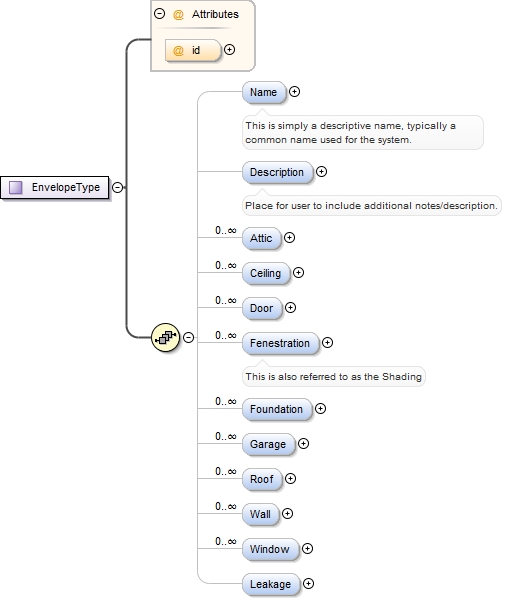 Attributes
@ id
Name
This is simply a descriptive name, typically a
common name used for the system.
EnvelopeType
Description
Place for user to include additional notes/description.
0..∞ Attic
0..∞ Ceiling
0..∞ Door
0..∞ Fenestration
This is also referred to as the Shading
0..∞ Foundation
0..∞ Garage
0..∞ Roof
0..∞ Wall
0..∞ Window
Leakage